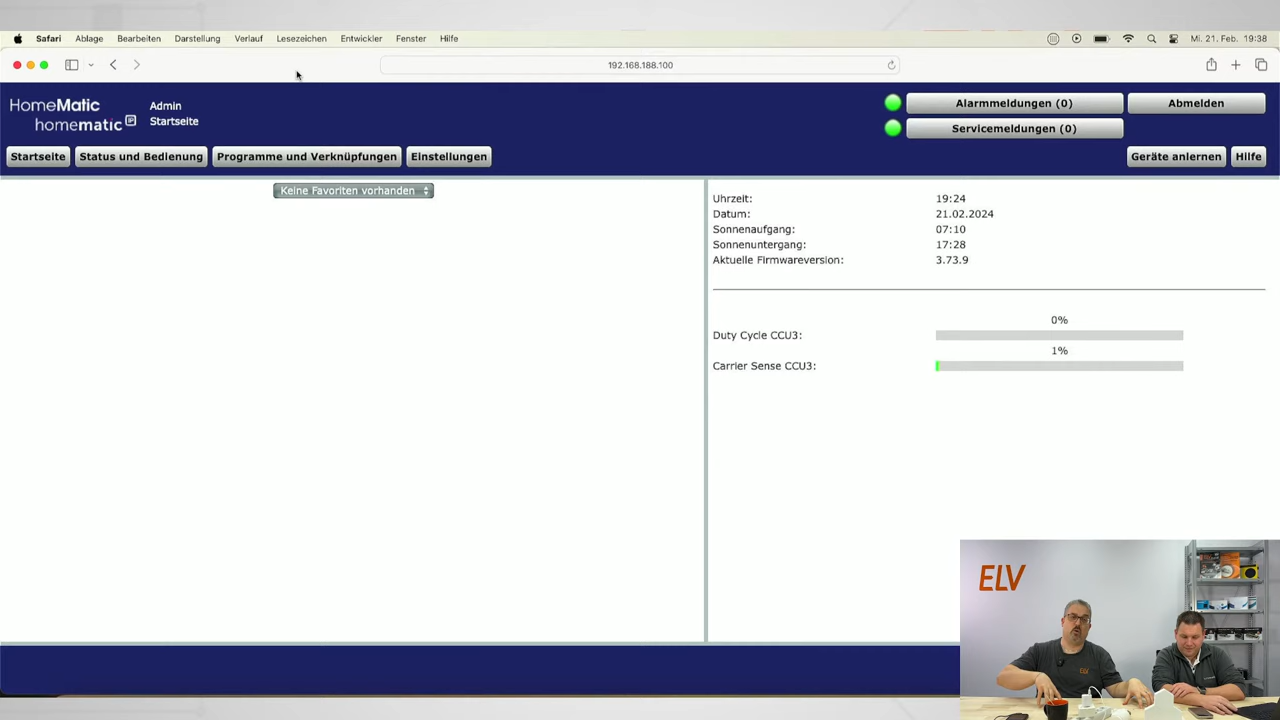 Safari Ablage Bearbeiten Darstellung Verlauf Lesezeichen Entwickler Fenster Hilfe
Mi. 21. Feb. 19:38
192.168.188.100
HomeMatic
homematic IP
Admin
Startseite
Alarmmeldungen (0)
Abmelden
Servicemeldungen (0)
Startseite
Status und Bedienung
Programme und Verknüpfungen
Einstellungen
Geräte anlernen
Hilfe
Keine Favoriten vorhanden
Uhrzeit: 19:24
Datum: 21.02.2024
Sonnenaufgang: 07:10
Sonnenuntergang: 17:28
Aktuelle Firmwareversion: 3.73.9
0%
Duty Cycle CCU3:
1%
Carrier Sense CCU3:
ELV
ELV